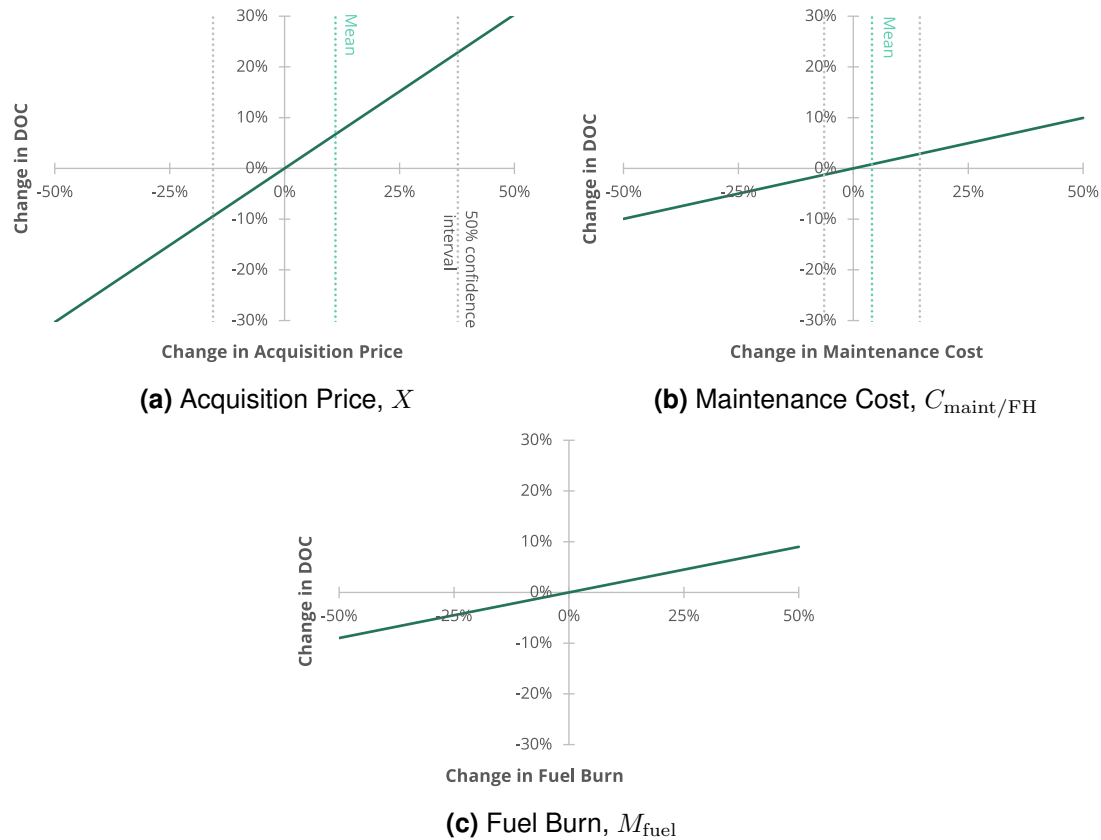 30%
20%
10%
0%
-10%
-20%
-30%
-50%
-25%
0%
25%
50%
Mean
50% confidence
interval
Change in DOC
Change in Acquisition Price
(a) Acquisition Price, X
30%
20%
10%
0%
-10%
-20%
-30%
-50%
-25%
0%
25%
50%
Mean
Change in DOC
Change in Maintenance Cost
(b) Maintenance Cost, C_maint/FH
30%
20%
10%
0%
-10%
-20%
-30%
-50%
-25%
0%
25%
50%
Change in DOC
Change in Fuel Burn
(c) Fuel Burn, M_fuel